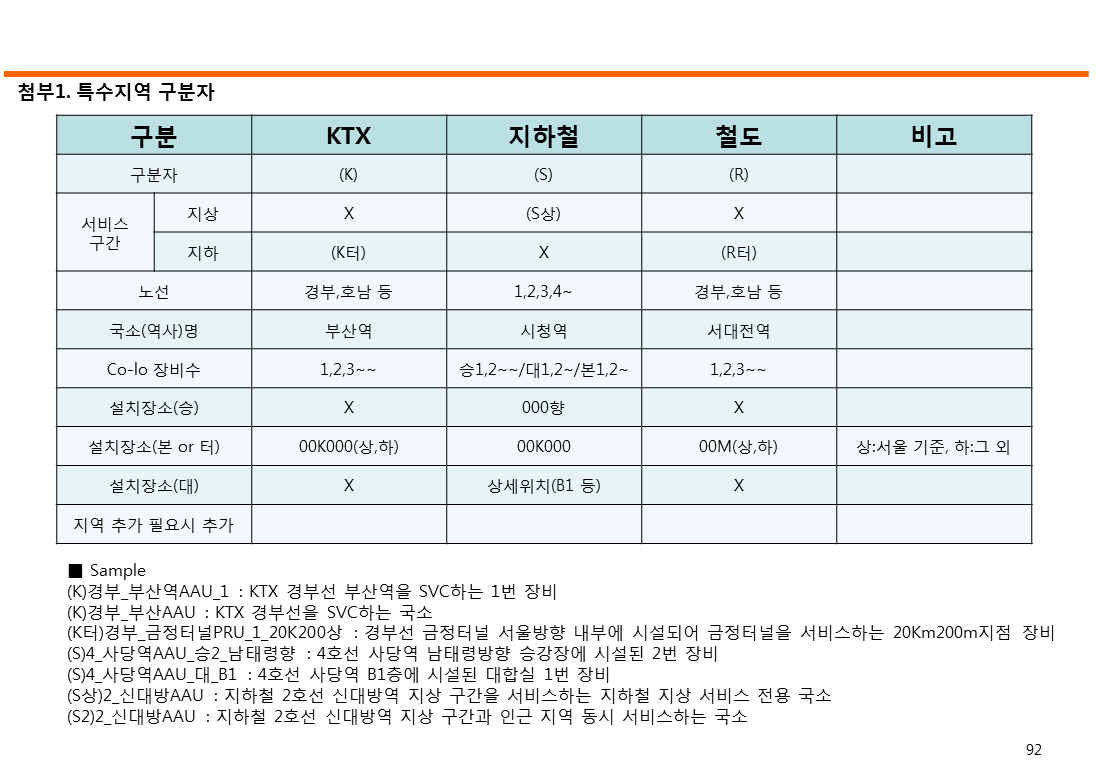 첨부1. 특수지역 구분자
구분 KTX 지하철 철도 비고
구분자 (K) (S) (R)
서비스
구간
지상 X (S상) X
지하 (K터) X (R터)
노선 경부,호남 등 1,2,3,4~ 경부,호남 등
국소(역사)명 부산역 시청역 서대전역
Co-lo 장비수 1,2,3~~ 승1,2~~/대1,2~/본1,2~ 1,2,3~~
설치장소(승) X 000향 X
설치장소(본 or 터) 00K000(상,하) 00K000 00M(상,하) 상:서울 기준, 하:그 외
설치장소(대) X 상세위치(B1 등) X
지역 추가 필요시 추가
■ Sample
(K)경부_부산역AAU_1 : KTX 경부선 부산역을 SVC하는 1번 장비
(K)경부_부산AAU : KTX 경부선을 SVC하는 국소
(K터)경부_금정터널PRU_1_20K200상 : 경부선 금정터널 서울방향 내부에 시설되어 금정터널을 서비스하는 20Km200m지점 장비
(S)4_사당역AAU_승2_남태령향 : 4호선 사당역 남태령방향 승강장에 시설된 2번 장비
(S)4_사당역AAU_대_B1 : 4호선 사당역 B1층에 시설된 대합실 1번 장비
(S상)2_신대방AAU : 지하철 2호선 신대방역 지상 구간을 서비스하는 지하철 지상 서비스 전용 국소
(S2)2_신대방AAU : 지하철 2호선 신대방역 지상 구간과 인근 지역 동시 서비스하는 국소
92